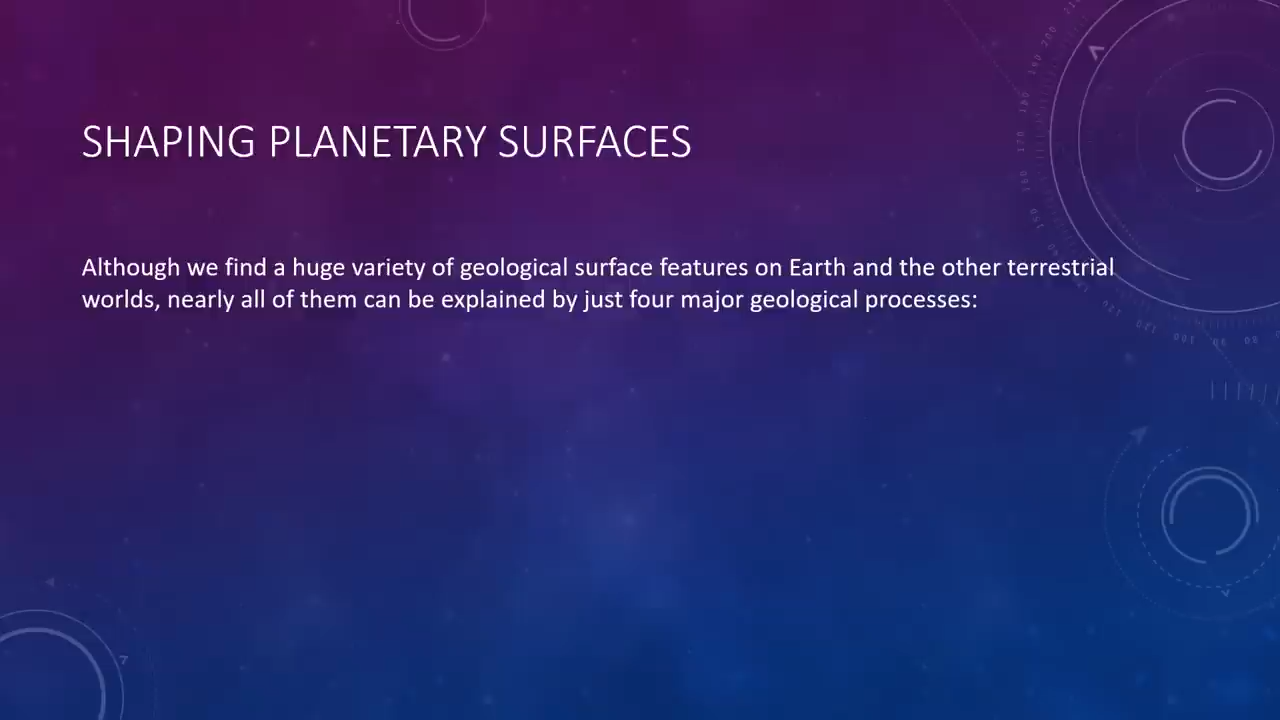 SHAPING PLANETARY SURFACES
Although we find a huge variety of geological surface features on Earth and the other terrestrial
worlds, nearly all of them can be explained by just four major geological processes: